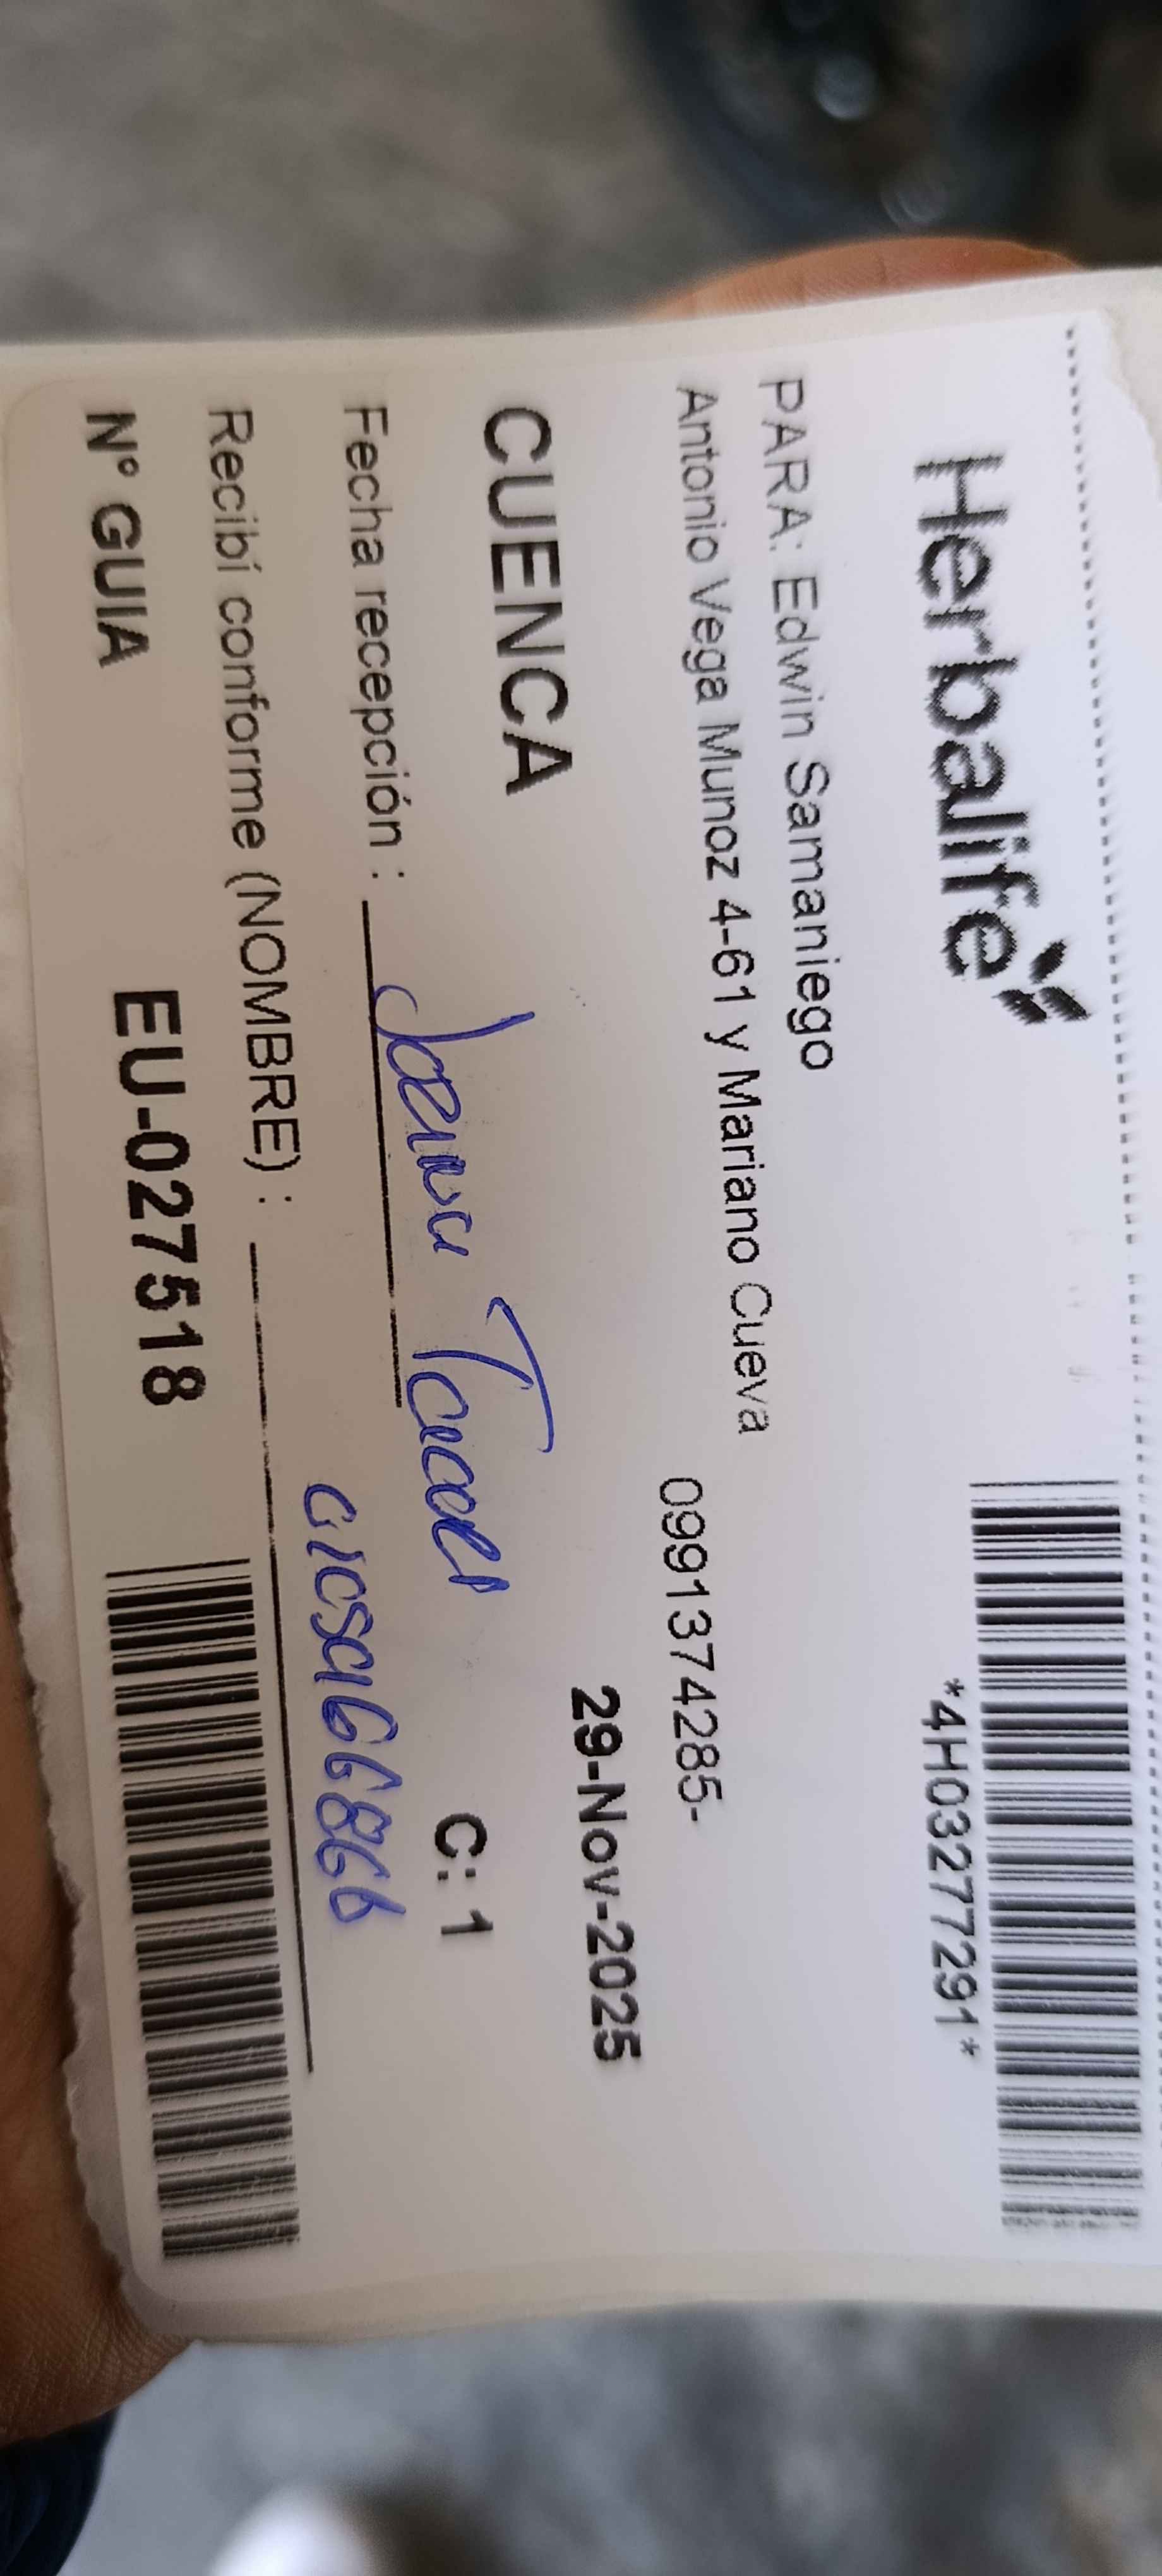 Herbalife
*4H03277291*
PARA: Edwin Samaniego
Antonio Vega Munoz 4-61 y Mariano Cueva
0991374285-
CUENCA
29-Nov-2025
Fecha recepción :
C: 1
Recibí conforme (NOMBRE) :
N° GUIA
EU-027518